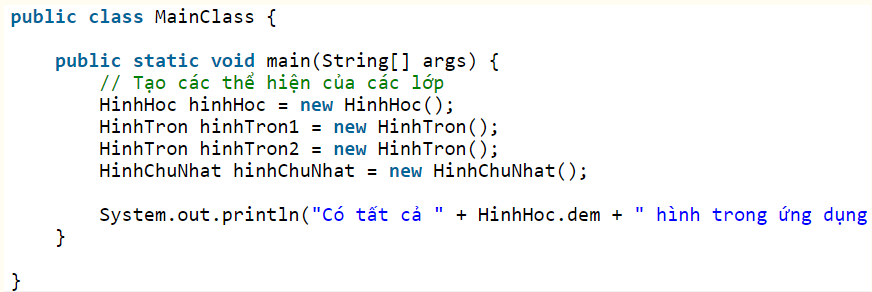 public class MainClass {
public static void main(String[] args) {
// Tạo các thể hiện của các lớp
HinhHoc hinhHoc = new HinhHoc();
HinhTron hinhTron1 = new HinhTron();
HinhTron hinhTron2 = new HinhTron();
HinhChuNhat hinhChuNhat = new HinhChuNhat();
System.out.println("Có tất cả " + HinhHoc.dem + " hình trong ứng dụng
}
}